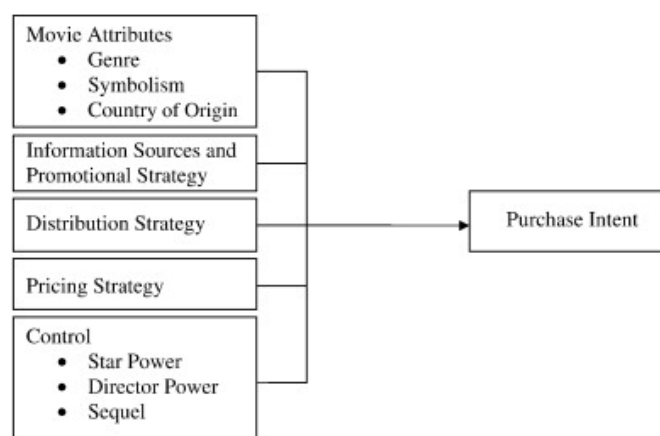 Movie Attributes
• Genre
• Symbolism
• Country of Origin
Information Sources and
Promotional Strategy
Distribution Strategy
Pricing Strategy
Control
• Star Power
• Director Power
• Sequel
Purchase Intent